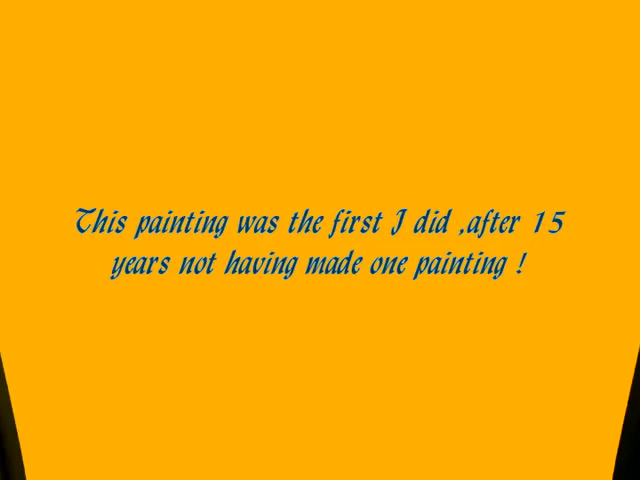 This painting was the first I did ,after 15
years not having made one painting !